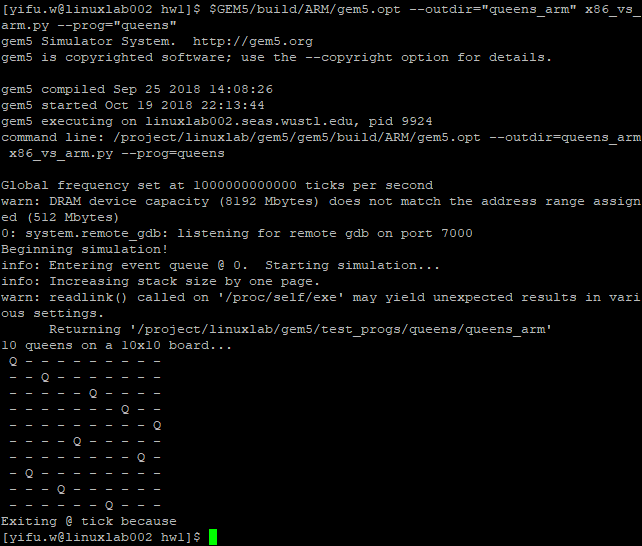 [yifu.w@linuxlab002 hw1]$ $GEM5/build/ARM/gem5.opt --outdir="queens_arm" x86_vs_
arm.py --prog="queens"
gem5 Simulator System.  http://gem5.org
gem5 is copyrighted software; use the --copyright option for details.

gem5 compiled Sep 25 2018 14:08:26
gem5 started Oct 19 2018 22:13:44
gem5 executing on linuxlab002.seas.wustl.edu, pid 9924
command line: /project/linuxlab/gem5/gem5/build/ARM/gem5.opt --outdir=queens_arm
 x86_vs_arm.py --prog=queens

Global frequency set at 1000000000000 ticks per second
warn: DRAM device capacity (8192 Mbytes) does not match the address range assign
ed (512 Mbytes)
0: system.remote_gdb: listening for remote gdb on port 7000
Beginning simulation!
info: Entering event queue @ 0.  Starting simulation...
info: Increasing stack size by one page.
warn: readlink() called on '/proc/self/exe' may yield unexpected results in vari
ous settings.
      Returning '/project/linuxlab/gem5/test_progs/queens/queens_arm'
10 queens on a 10x10 board...
 Q - - - - - - - - -
 - - Q - - - - - - -
 - - - - - Q - - - -
 - - - - - - - Q - -
 - - - - - - - - - Q
 - - - - Q - - - - -
 - - - - - - - - Q -
 - Q - - - - - - - -
 - - - Q - - - - - -
 - - - - - - Q - - -
Exiting @ tick because
[yifu.w@linuxlab002 hw1]$